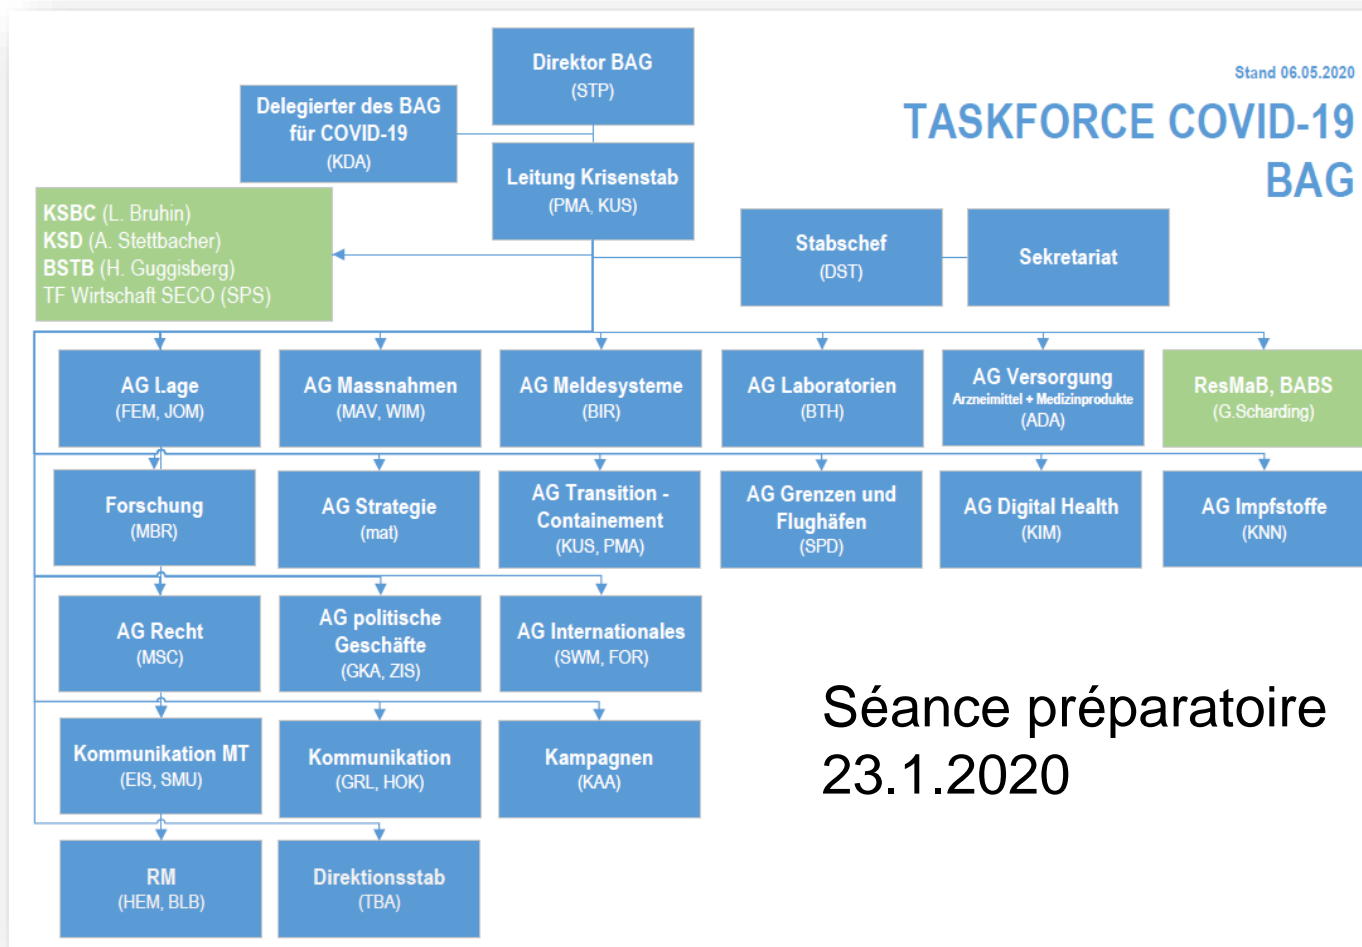 Direktor BAG
(STP)
Stand 06.05.2020
TASKFORCE COVID-19
BAG
Delegierter des BAG
für COVID-19
(KDA)
Leitung Krisenstab
(PMA, KUS)
KSBC (L. Bruhin)
KSD (A. Stettbacher)
BSTB (H. Guggisberg)
TF Wirtschaft SECO (SPS)
Stabschef
(DST)
Sekretariat
AG Lage
(FEM, JOM)
AG Massnahmen
(MAV, WIM)
AG Meldesysteme
(BIR)
AG Laboratorien
(BTH)
AG Versorgung
Arzneimittel + Medizinprodukte
(ADA)
ResMaB, BABS
(G.Scharding)
Forschung
(MBR)
AG Strategie
(mat)
AG Transition -
Containement
(KUS, PMA)
AG Grenzen und
Flughäfen
(SPD)
AG Digital Health
(KIM)
AG Impfstoffe
(KNN)
AG Recht
(MSC)
AG politische
Geschäfte
(GKA, ZIS)
AG Internationales
(SWM, FOR)
Séance préparatoire
23.1.2020
Kommunikation MT
(EIS, SMU)
Kommunikation
(GRL, HOK)
Kampagnen
(KAA)
RM
(HEM, BLB)
Direktionsstab
(TBA)